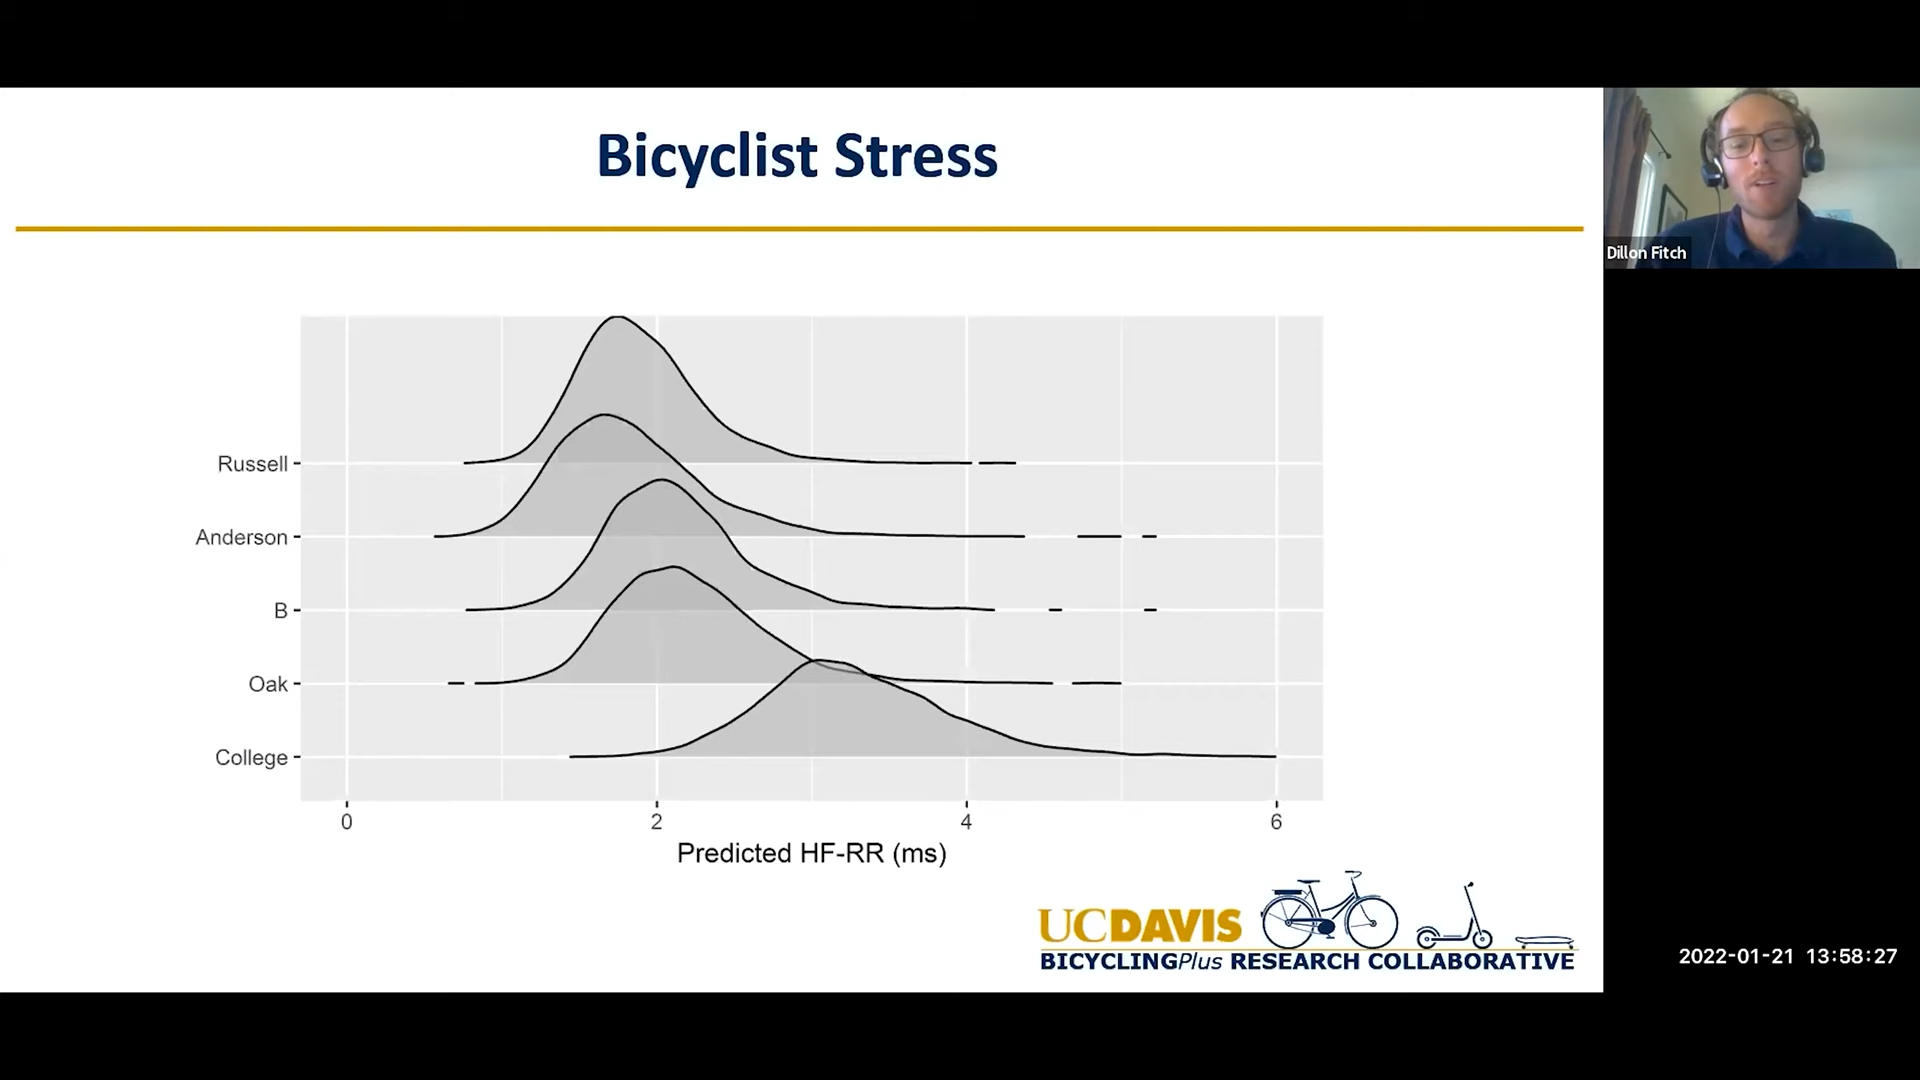 Bicyclist Stress
Dillon Fitch
Russell
Anderson
B
Oak
College
0 2 4 6
Predicted HF-RR (ms)
UCDAVIS
BICYCLINGPlus RESEARCH COLLABORATIVE
2022-01-21 13:58:27